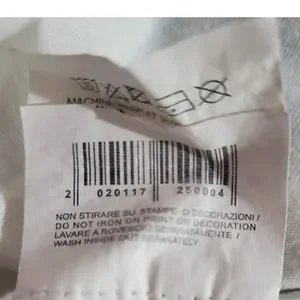 MACHINE
2 020117 250004
NON STIRARE SU STAMPE O DECORAZIONI /
DO NOT IRON ON PRINT OR DECORATION
LAVARE A ROVESCIO SEPARATAMENTE /
WASH INSIDE OUT SEPARATELY